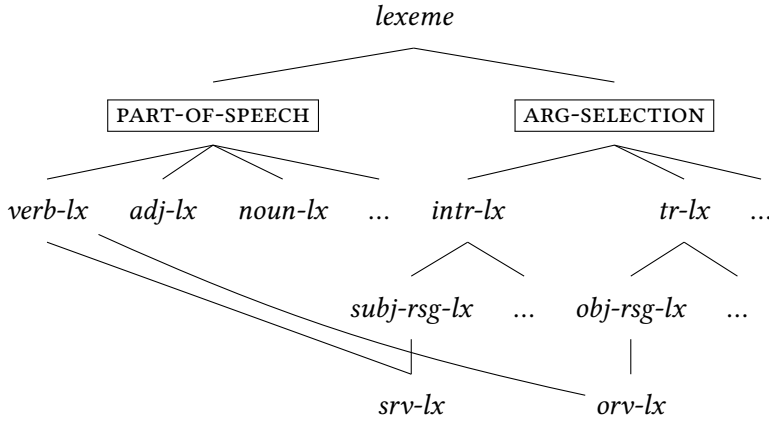 lexeme
PART-OF-SPEECH ARG-SELECTION
verb-lx adj-lx noun-lx ... intr-lx tr-lx ...
subj-rsg-lx ... obj-rsg-lx ...
srv-lx orv-lx